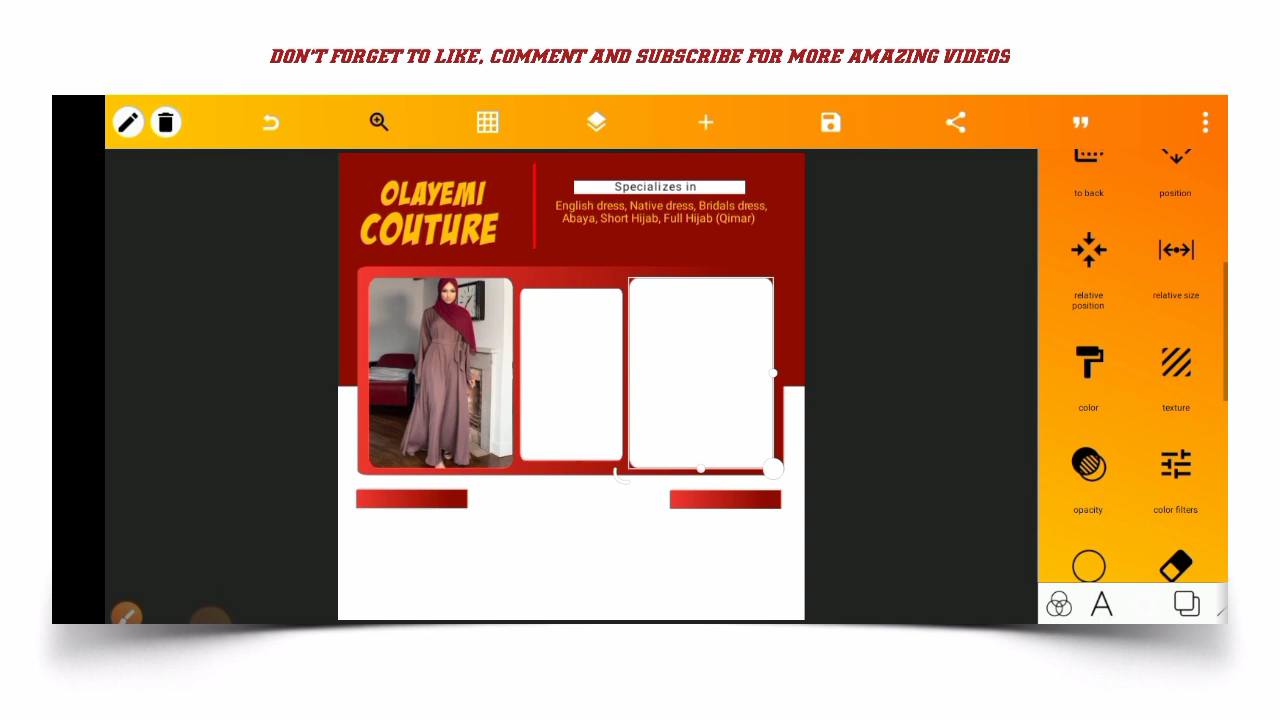 DON'T FORGET TO LIKE, COMMENT AND SUBSCRIBE FOR MORE AMAZING VIDEOS
to back
position
OLAYEMI
COUTURE
Specializes in
English dress, Native dress, Bridals dress,
Abaya, Short Hijab, Full Hijab (Qimar)
relative
position
relative size
color
texture
opacity
color filters
A